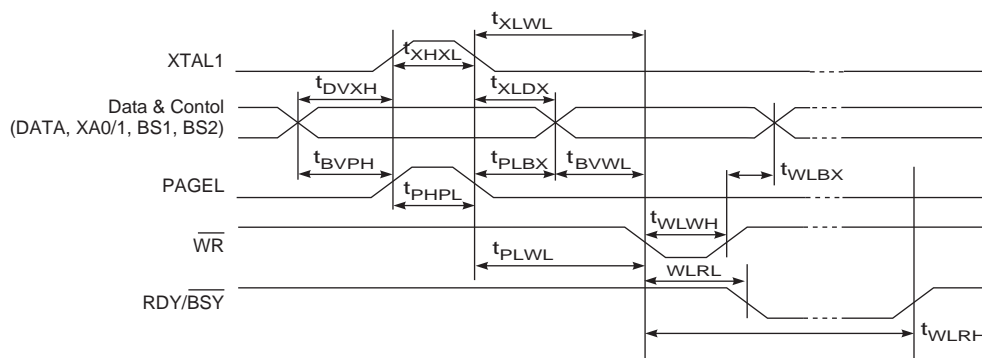 tXLWL
XTAL1
tXHXL
tDVXH
tXLDX
Data & Contol
(DATA, XA0/1, BS1, BS2)
tBVPH
tPLBX
tBVWL
tWLBX
PAGEL
tPHPL
tWLWH
WR
tPLWL
WLRL
RDY/BSY
tWLRH